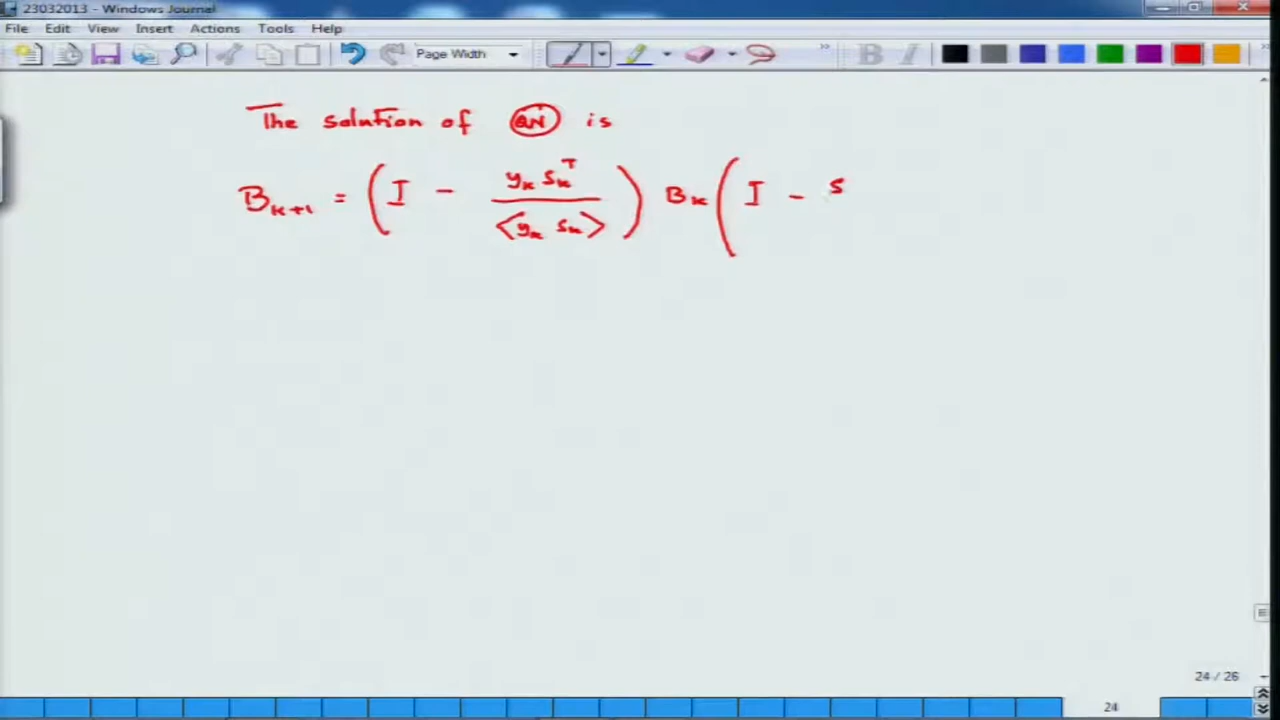 23032013 - Windows Journal
File Edit View Insert Actions Tools Help
Page Width
B I
The solution of QN is
B_{k+1} = ( I - y_k s_k^T / <y_k s_k> ) B_k ( I - s
24 / 26
24